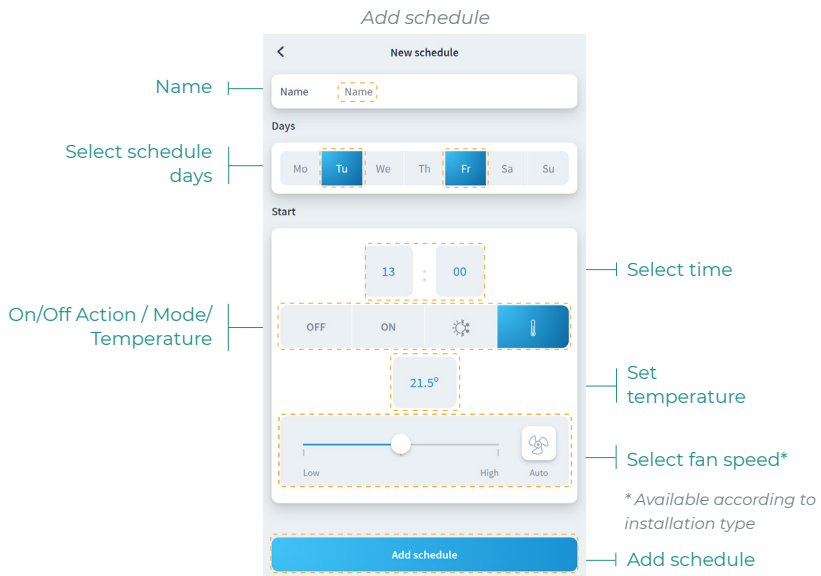 Add schedule
New schedule
Name
Name Name
Days
Select schedule
days
Mo Tu We Th Fr Sa Su
Start
13 : 00
Select time
On/Off Action / Mode/
Temperature
OFF ON
21.5º
Set
temperature
Low High Auto
Select fan speed*
* Available according to
installation type
Add schedule
Add schedule